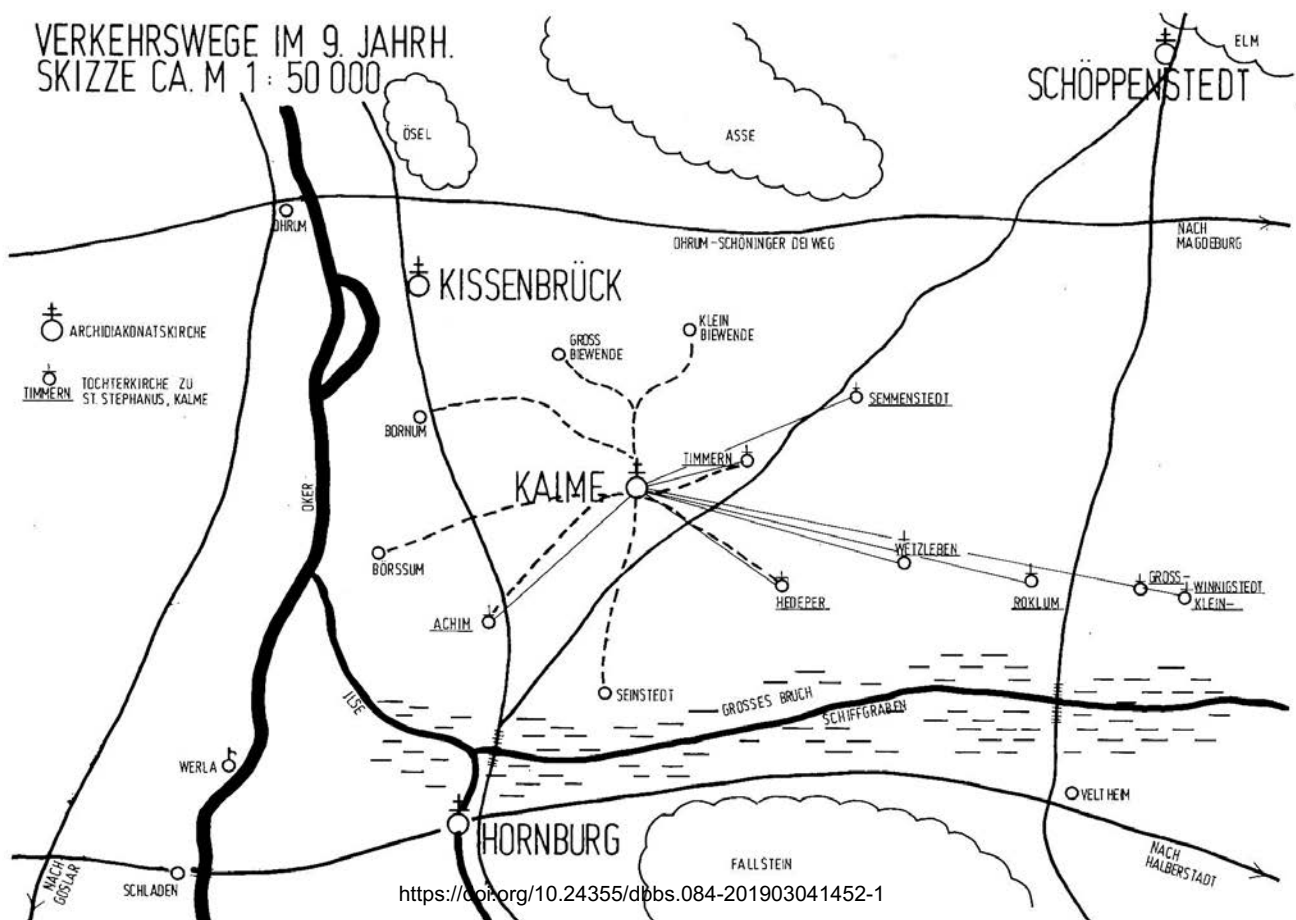 VERKEHRSWEGE IM 9. JAHRH.
SKIZZE CA. M 1: 50 000
ELM
SCHÖPPENSTEDT
ÖSEL
ASSE
OHRUM
OHRUM-SCHÖNINGER DEIWEG
NACH
MAGDEBURG
KISSENBRÜCK
ARCHIDIAKONATSKIRCHE
KLEIN
BIEWENDE
GROSS
BIEWENDE
TIMMERN
TOCHTERKIRCHE ZU
ST. STEPHANUS, KALME
SEMMENSTEDT
BORNUM
TIMMERN
KALME
OKER
WETZLEBEN
BÖRSSUM
HEDEPER
ROKLUM
GROSS-
WINNIGSTEDT
KLEIN-
ACHIM
SEINSTEDT
ILSE
GROSSES BRUCH
SCHIFFGRABEN
WERLA
VELTHEIM
HORNBURG
FALLSTEIN
NACH
HALBERSTADT
NACH
GOSLAR
SCHLADEN
https://doi.org/10.24355/dbbs.084-201903041452-1